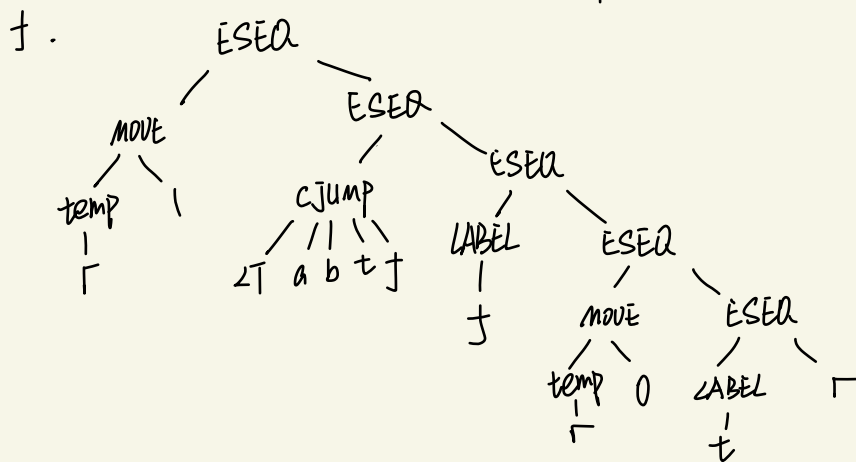 f. ESEQ
MOVE ESEQ
temp 1 CJUMP ESEQ
r LT a b t f LABEL ESEQ
f MOVE ESEQ
temp 0 LABEL r
r t